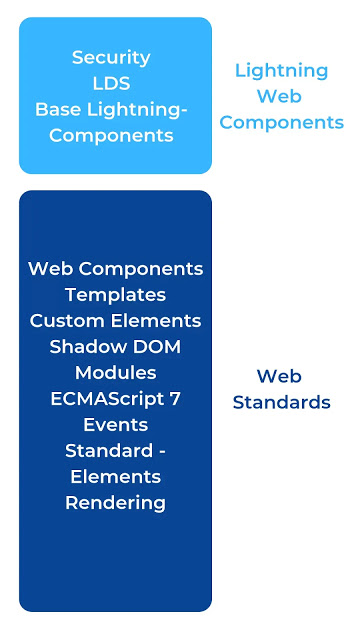 Security
LDS
Base Lightning-
Components
Lightning
Web
Components
Web Components
Templates
Custom Elements
Shadow DOM
Modules
ECMAScript 7
Events
Standard -
Elements
Rendering
Web
Standards